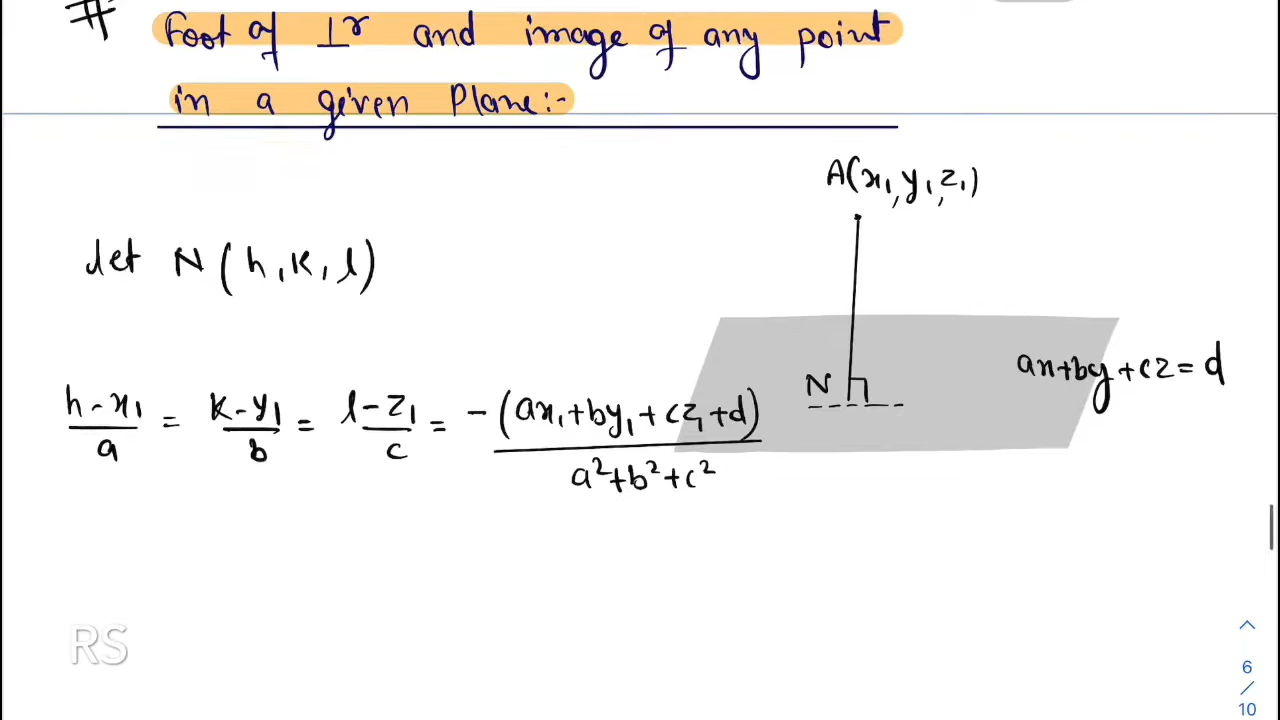 # Foot of ⊥r and image of any point
in a given Plane:-
A(x₁, y₁, z₁)
let N(h, k, l)
ax+by+cz = d
N
(h-x₁)/a = (k-y₁)/b = (l-z₁)/c = -(ax₁+by₁+cz₁+d)/(a²+b²+c²)
RS
6
/
10